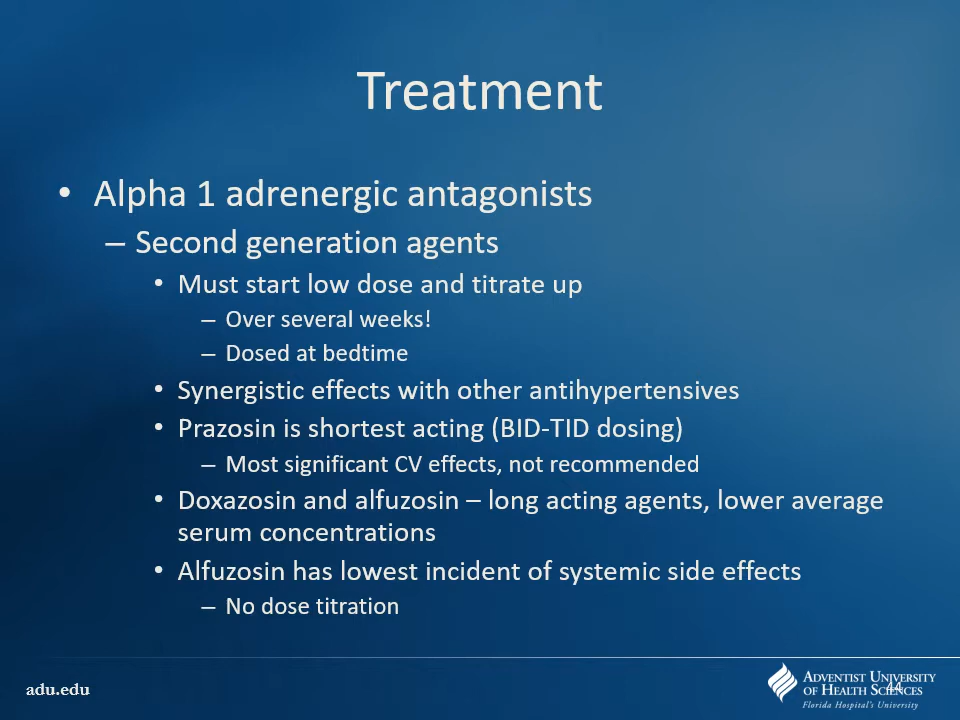 Treatment
• Alpha 1 adrenergic antagonists
– Second generation agents
• Must start low dose and titrate up
– Over several weeks!
– Dosed at bedtime
• Synergistic effects with other antihypertensives
• Prazosin is shortest acting (BID-TID dosing)
– Most significant CV effects, not recommended
• Doxazosin and alfuzosin – long acting agents, lower average
serum concentrations
• Alfuzosin has lowest incident of systemic side effects
– No dose titration
adu.edu
ADVENTIST UNIVERSITY
OF HEALTH SCIENCES
44
Florida Hospital's University